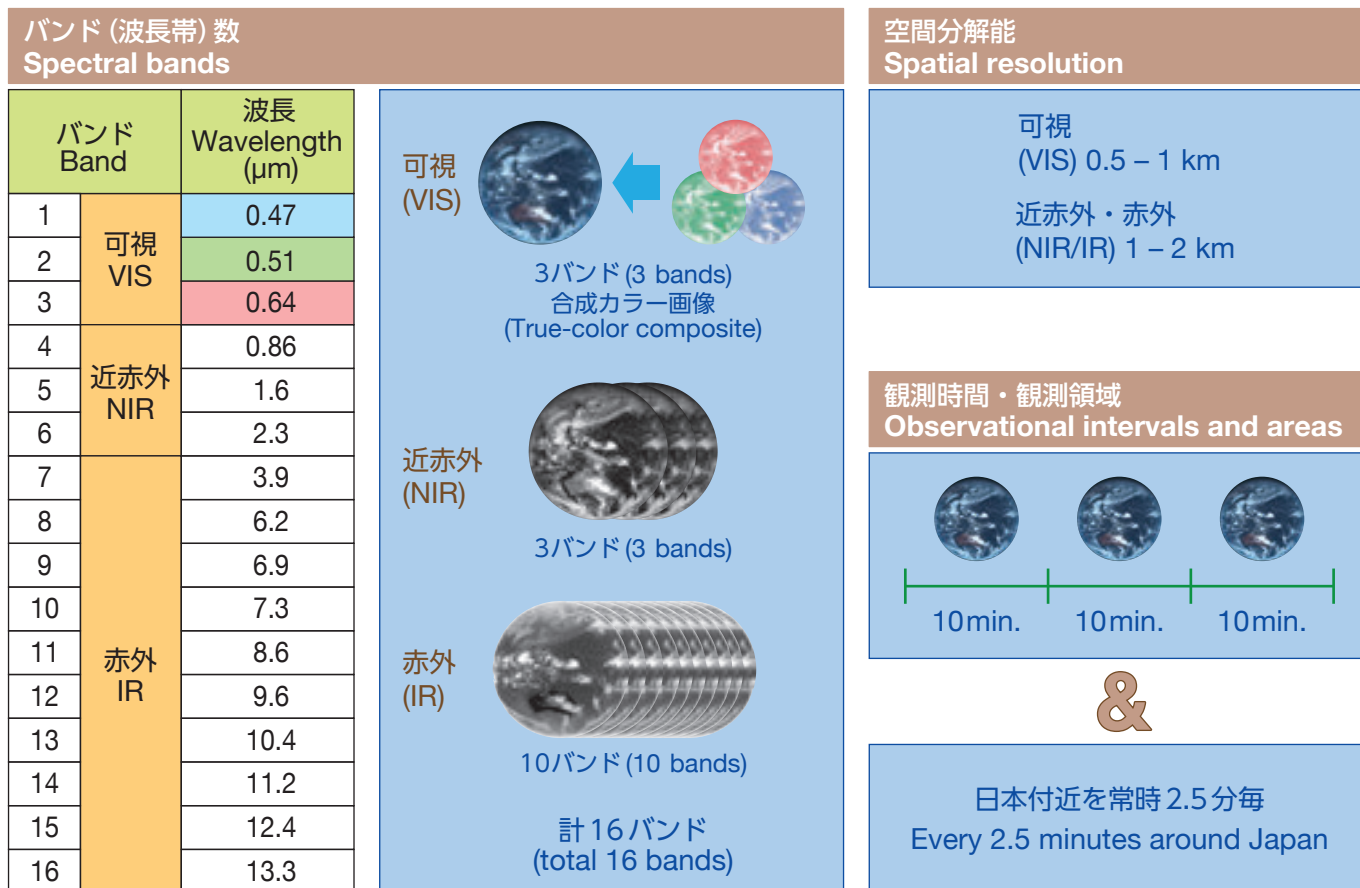 バンド(波長帯)数
Spectral bands
バンド
Band
波長
Wavelength
(μm)
可視
VIS
近赤外
NIR
赤外
IR
1 0.47
2 0.51
3 0.64
4 0.86
5 1.6
6 2.3
7 3.9
8 6.2
9 6.9
10 7.3
11 8.6
12 9.6
13 10.4
14 11.2
15 12.4
16 13.3
可視
(VIS)
3バンド(3 bands)
合成カラー画像
(True-color composite)
近赤外
(NIR)
3バンド(3 bands)
赤外
(IR)
10バンド(10 bands)
計16バンド
(total 16 bands)
空間分解能
Spatial resolution
可視
(VIS) 0.5 – 1 km
近赤外・赤外
(NIR/IR) 1 – 2 km
観測時間・観測領域
Observational intervals and areas
10min. 10min. 10min.
&
日本付近を常時2.5分毎
Every 2.5 minutes around Japan